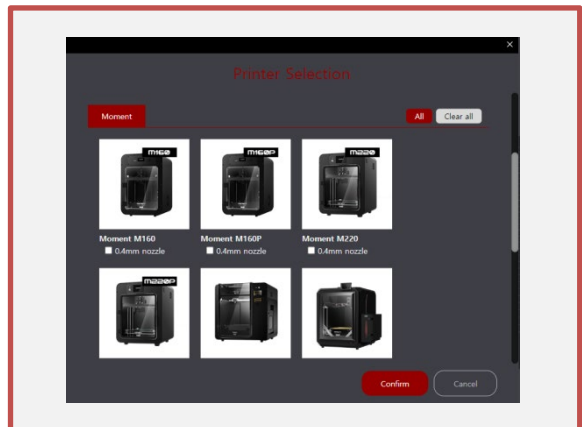 ×
Printer Selection
Moment
All
Clear all
M160
M160P
M220
Moment M160
Moment M160P
Moment M220
0.4mm nozzle
0.4mm nozzle
0.4mm nozzle
M220P
Confirm
Cancel